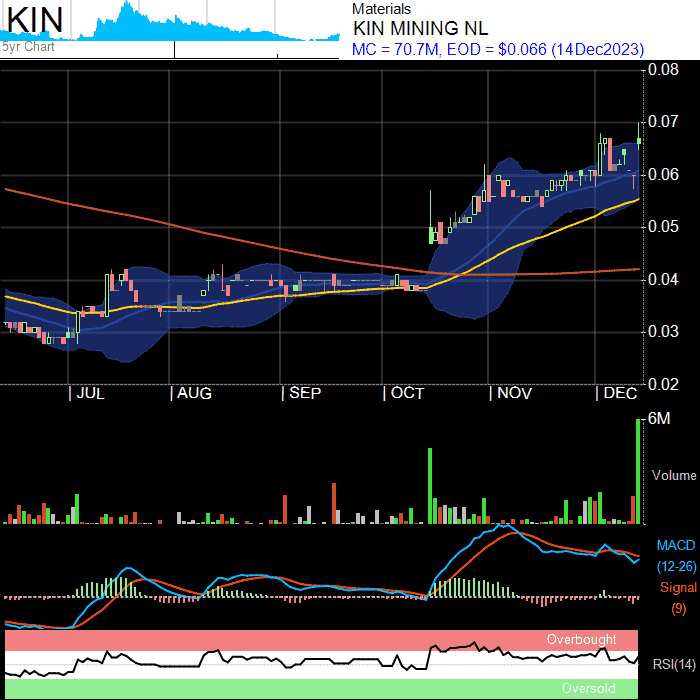 KIN
5yr Chart
Materials
KIN MINING NL
MC = 70.7M, EOD = $0.066 (14Dec2023)
0.08
0.07
0.06
0.05
0.04
0.03
0.02
JUL AUG SEP OCT NOV DEC
6M
Volume
MACD
(12-26)
Signal
(9)
Overbought
RSI(14)
Oversold